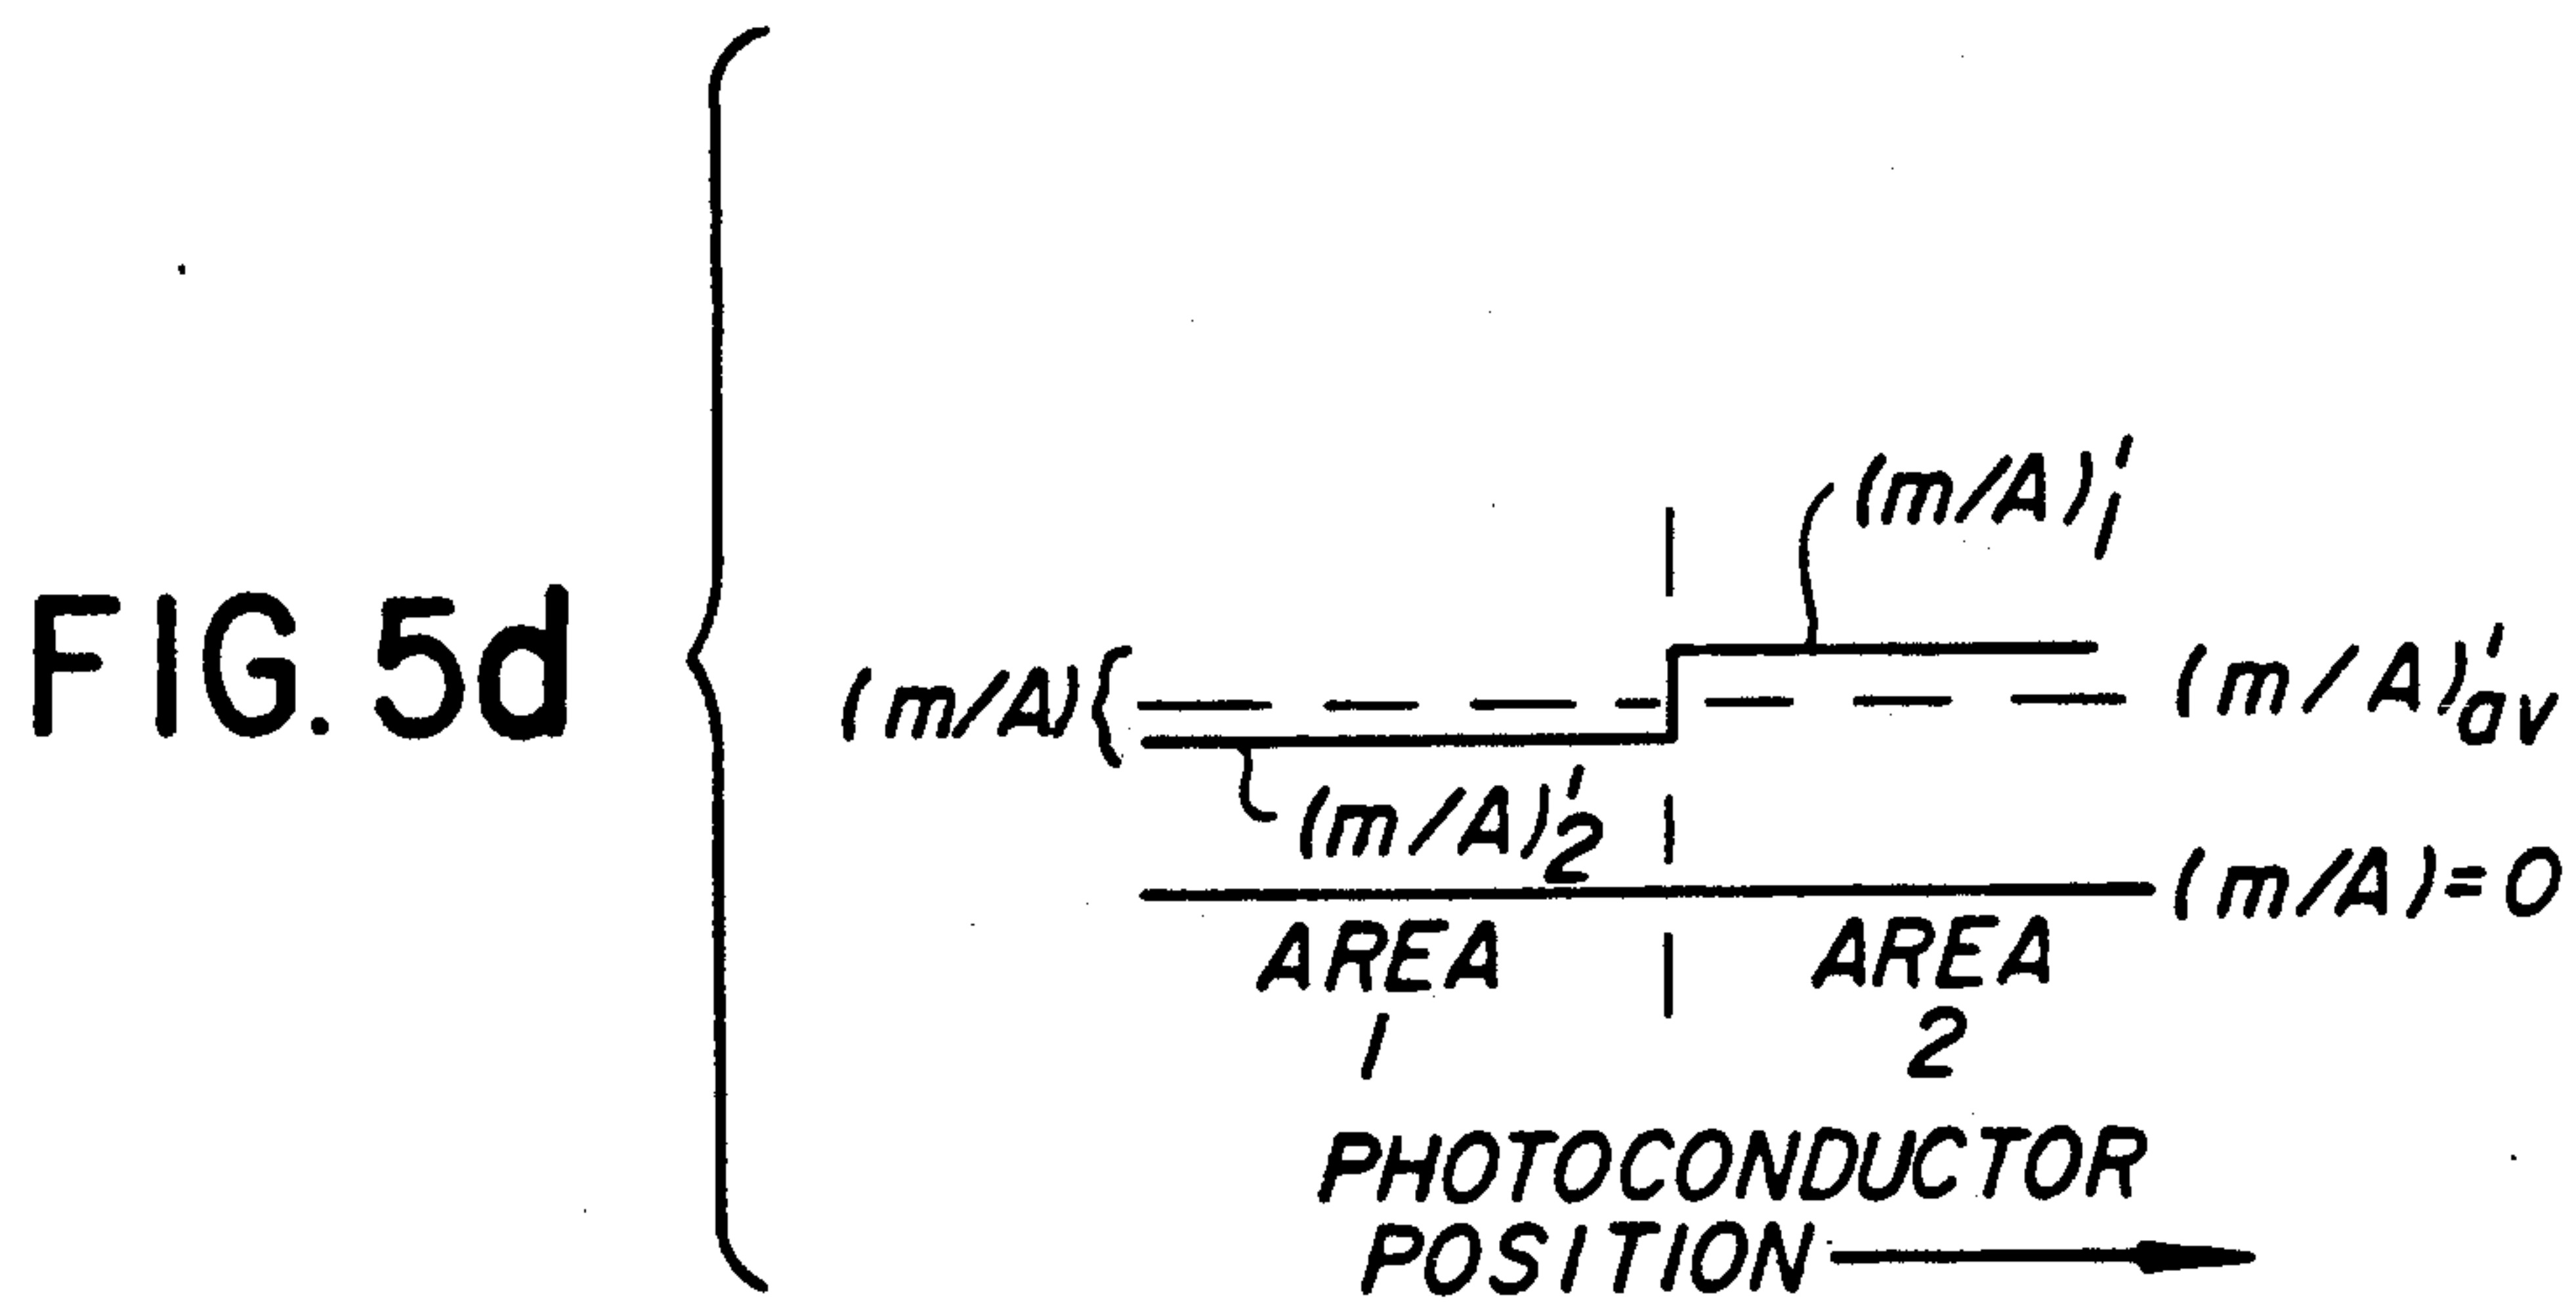 FIG. 5d
(m/A)'1
(m/A)
(m/A)'av
(m/A)'2
(m/A)=0
AREA
1
AREA
2
PHOTOCONDUCTOR
POSITION